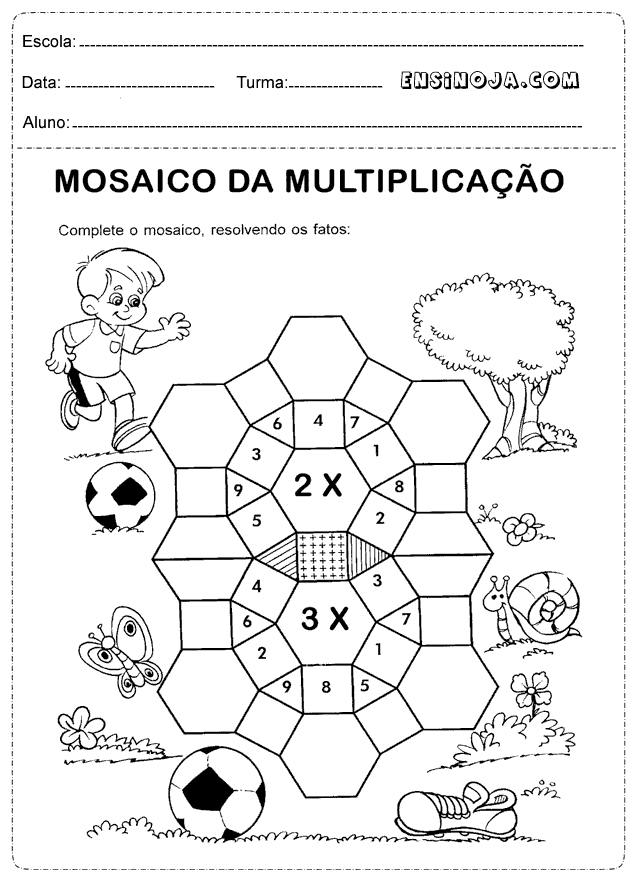 Escola:
Data: Turma: ENSINOJA.COM
Aluno:
MOSAICO DA MULTIPLICAÇÃO
Complete o mosaico, resolvendo os fatos:
6 4 7
3 1
2 X
9 8
5 2
4 3
3 X
6 7
2 1
9 8 5